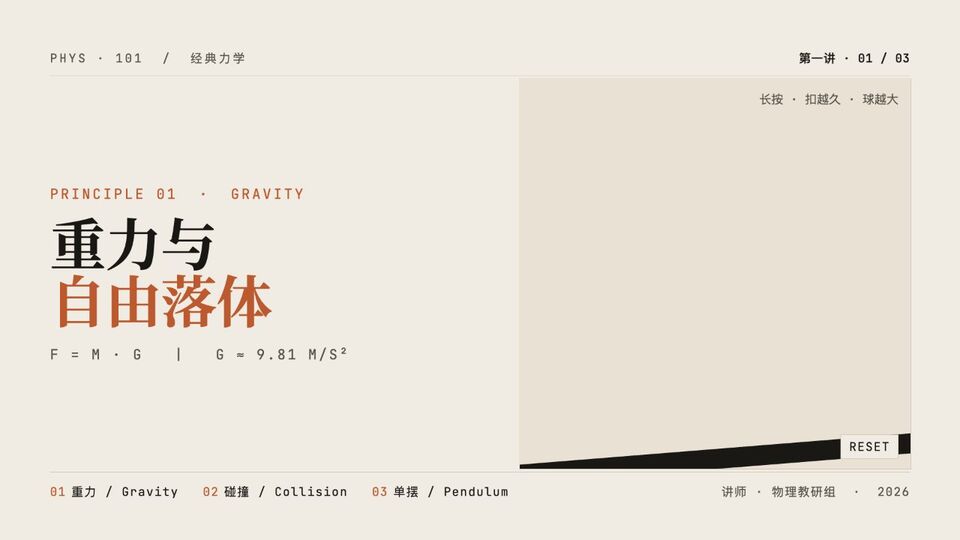 PHYS · 101 / 经典力学
第一讲 · 01 / 03
长按 · 扣越久 · 球越大
PRINCIPLE 01 · GRAVITY
重力与
自由落体
F = M · G | G ≈ 9.81 M/S²
RESET
01 重力 / Gravity 02 碰撞 / Collision 03 单摆 / Pendulum
讲师 · 物理教研组 · 2026